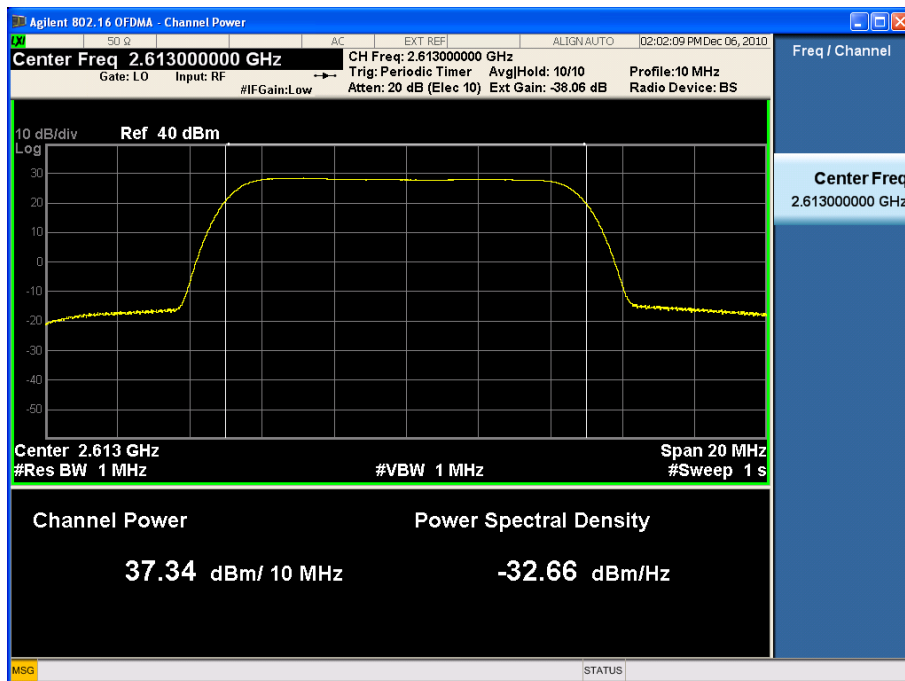 Agilent 802.16 OFDMA - Channel Power
LXI 50 Ω AC EXT REF ALIGN AUTO 02:02:09 PM Dec 06, 2010
Center Freq 2.613000000 GHz
Gate: LO Input: RF
#IFGain:Low
CH Freq: 2.613000000 GHz
Trig: Periodic Timer Avg|Hold: 10/10
Atten: 20 dB (Elec 10) Ext Gain: -38.06 dB
Profile:10 MHz
Radio Device: BS
Freq / Channel
Center Freq
2.613000000 GHz
10 dB/div Ref 40 dBm
Log
30
20
10
0
-10
-20
-30
-40
-50
Center 2.613 GHz Span 20 MHz
#Res BW 1 MHz #VBW 1 MHz #Sweep 1 s
Channel Power Power Spectral Density
37.34 dBm/ 10 MHz -32.66 dBm/Hz
MSG STATUS